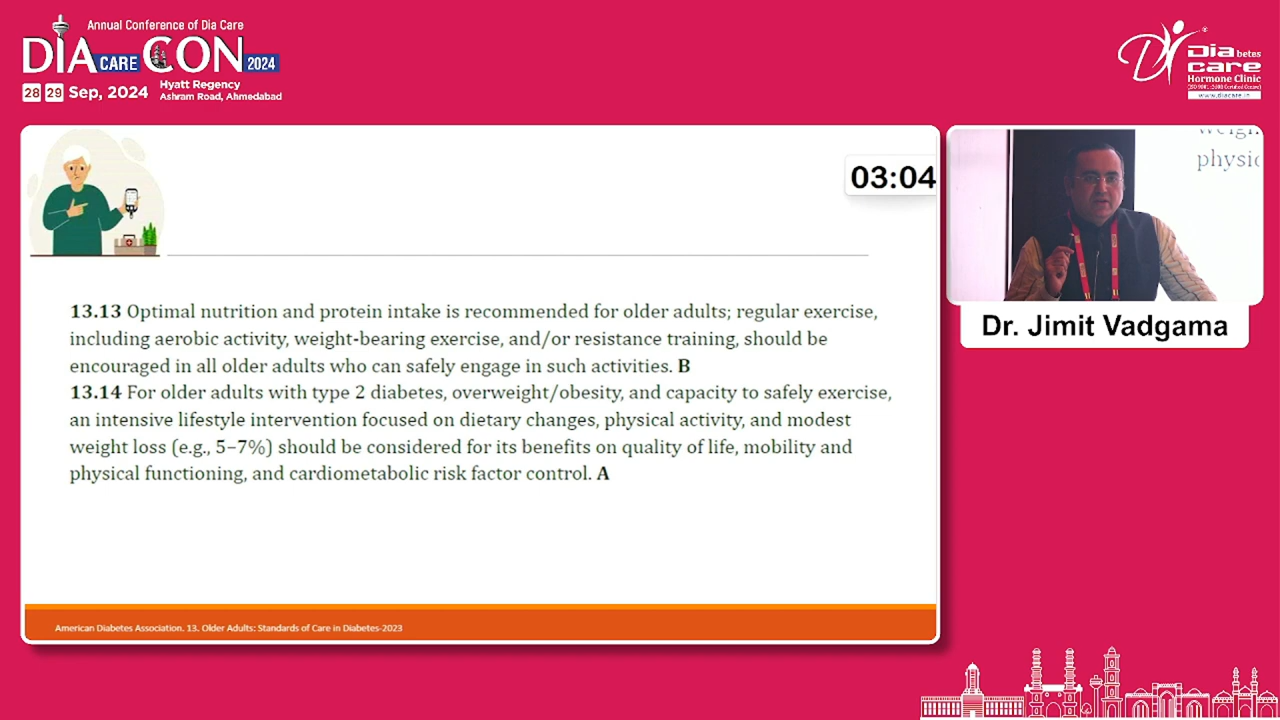 Annual Conference of Dia Care
DIA CARE CON 2024
28 29 Sep, 2024
Hyatt Regency
Ashram Road, Ahmedabad
Diabetes
care
Hormone Clinic
www.diacare.in
03:04
13.13 Optimal nutrition and protein intake is recommended for older adults; regular exercise,
including aerobic activity, weight-bearing exercise, and/or resistance training, should be
encouraged in all older adults who can safely engage in such activities. B
13.14 For older adults with type 2 diabetes, overweight/obesity, and capacity to safely exercise,
an intensive lifestyle intervention focused on dietary changes, physical activity, and modest
weight loss (e.g., 5–7%) should be considered for its benefits on quality of life, mobility and
physical functioning, and cardiometabolic risk factor control. A
American Diabetes Association. 13. Older Adults: Standards of Care in Diabetes-2023
physic
Dr. Jimit Vadgama